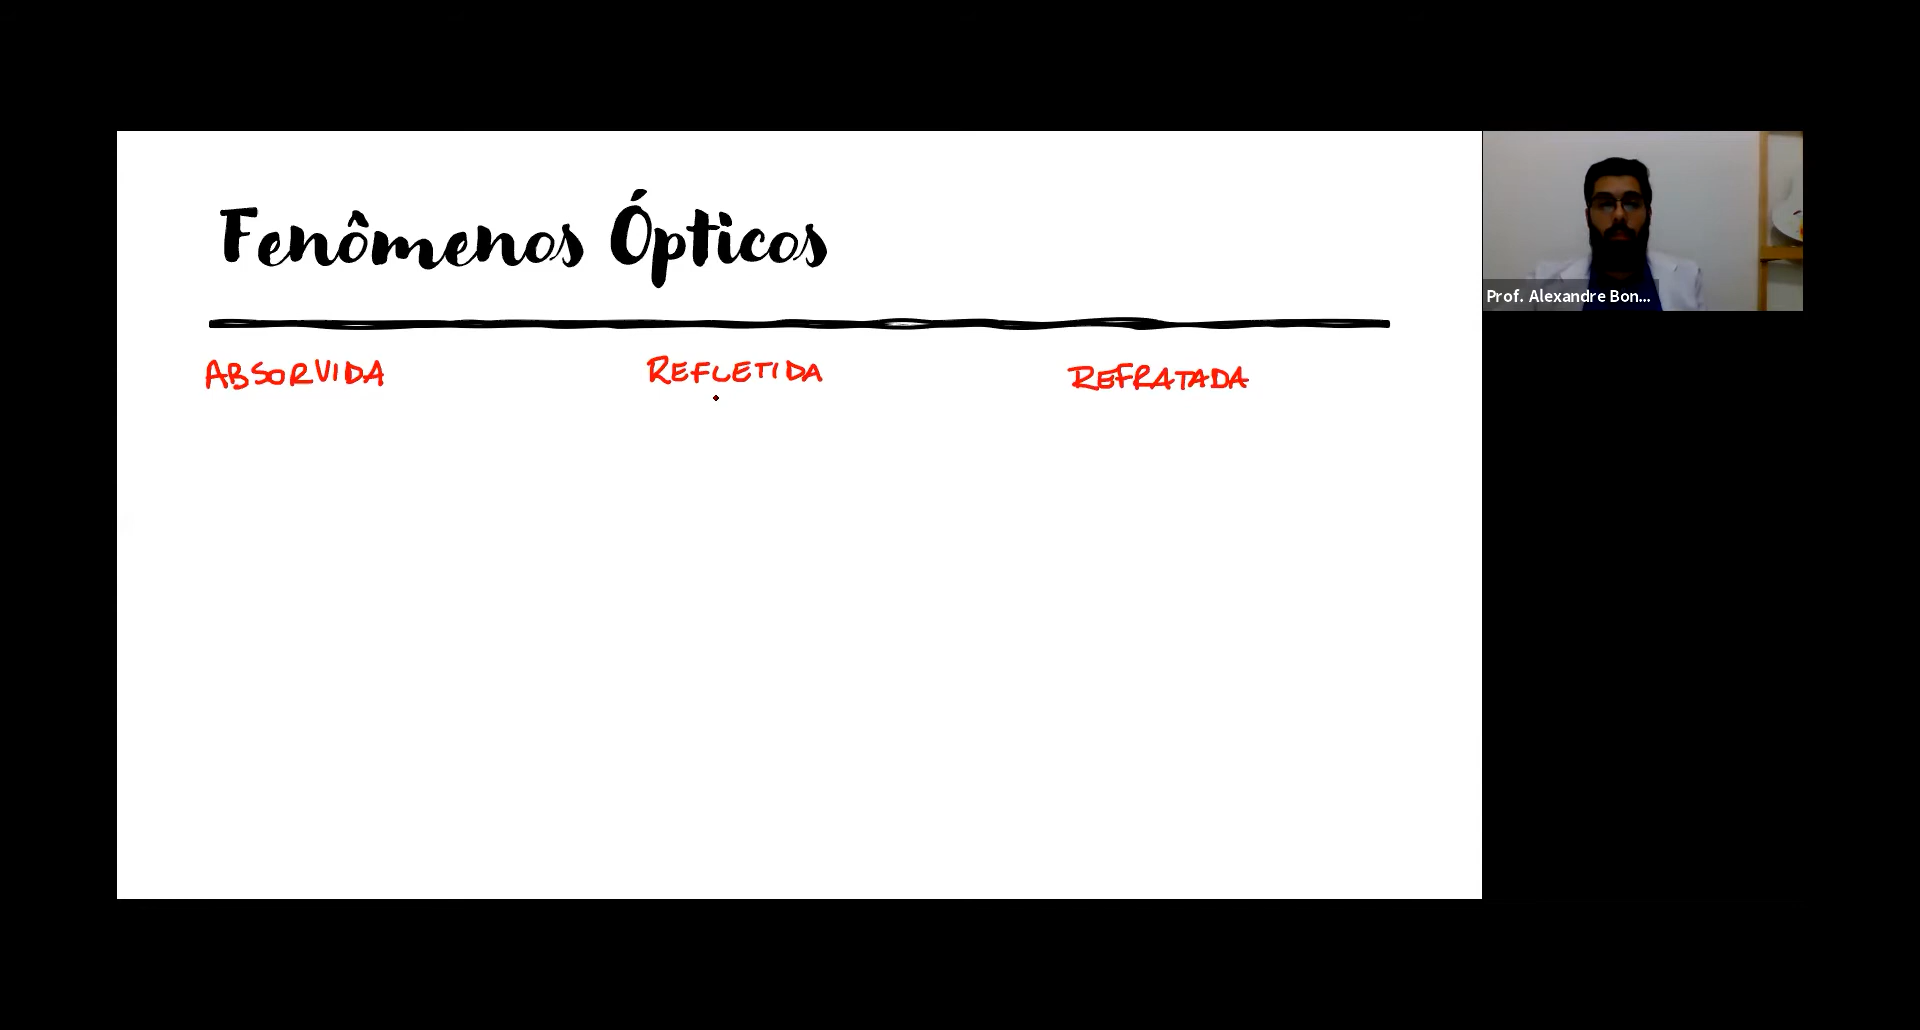 Fenômenos Ópticos
ABSORVIDA REFLETIDA REFRATADA
Prof. Alexandre Bon...